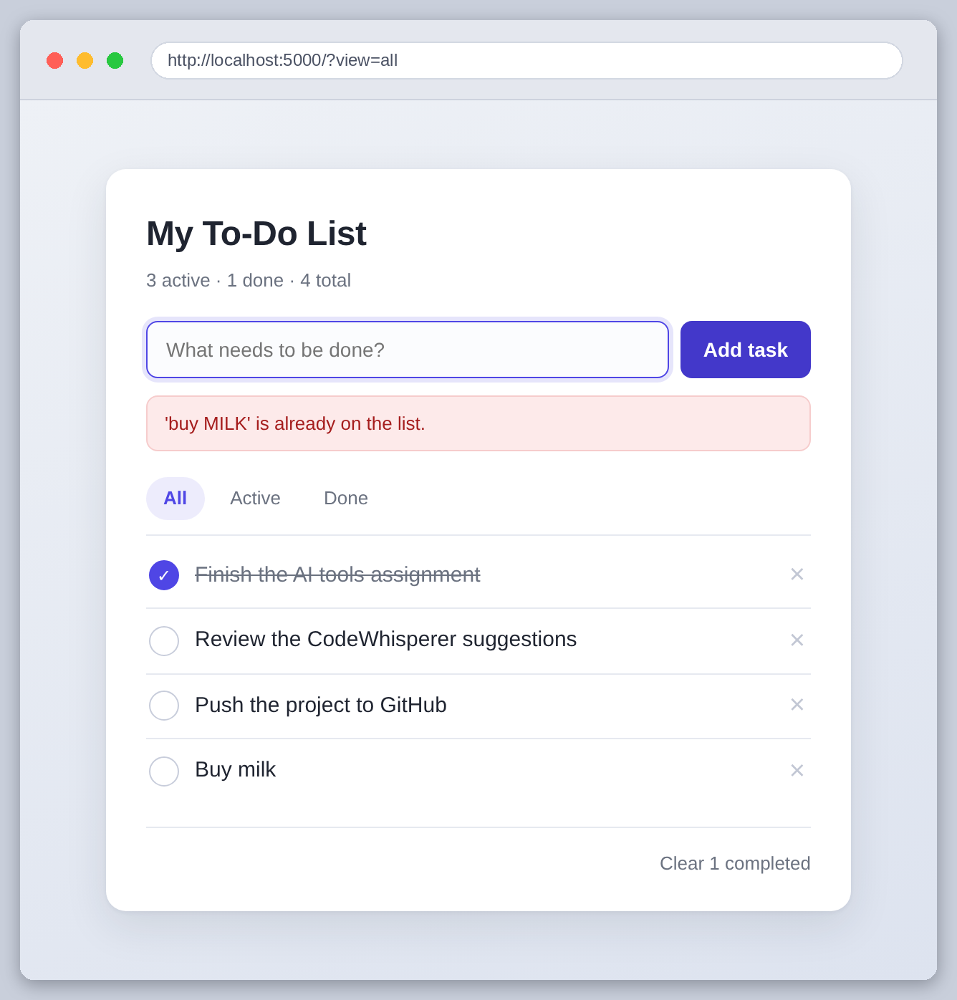 http://localhost:5000/?view=all
My To-Do List
3 active · 1 done · 4 total
What needs to be done?
Add task
'buy MILK' is already on the list.
All
Active
Done
✓ Finish the AI tools assignment ✕
Review the CodeWhisperer suggestions ✕
Push the project to GitHub ✕
Buy milk ✕
Clear 1 completed